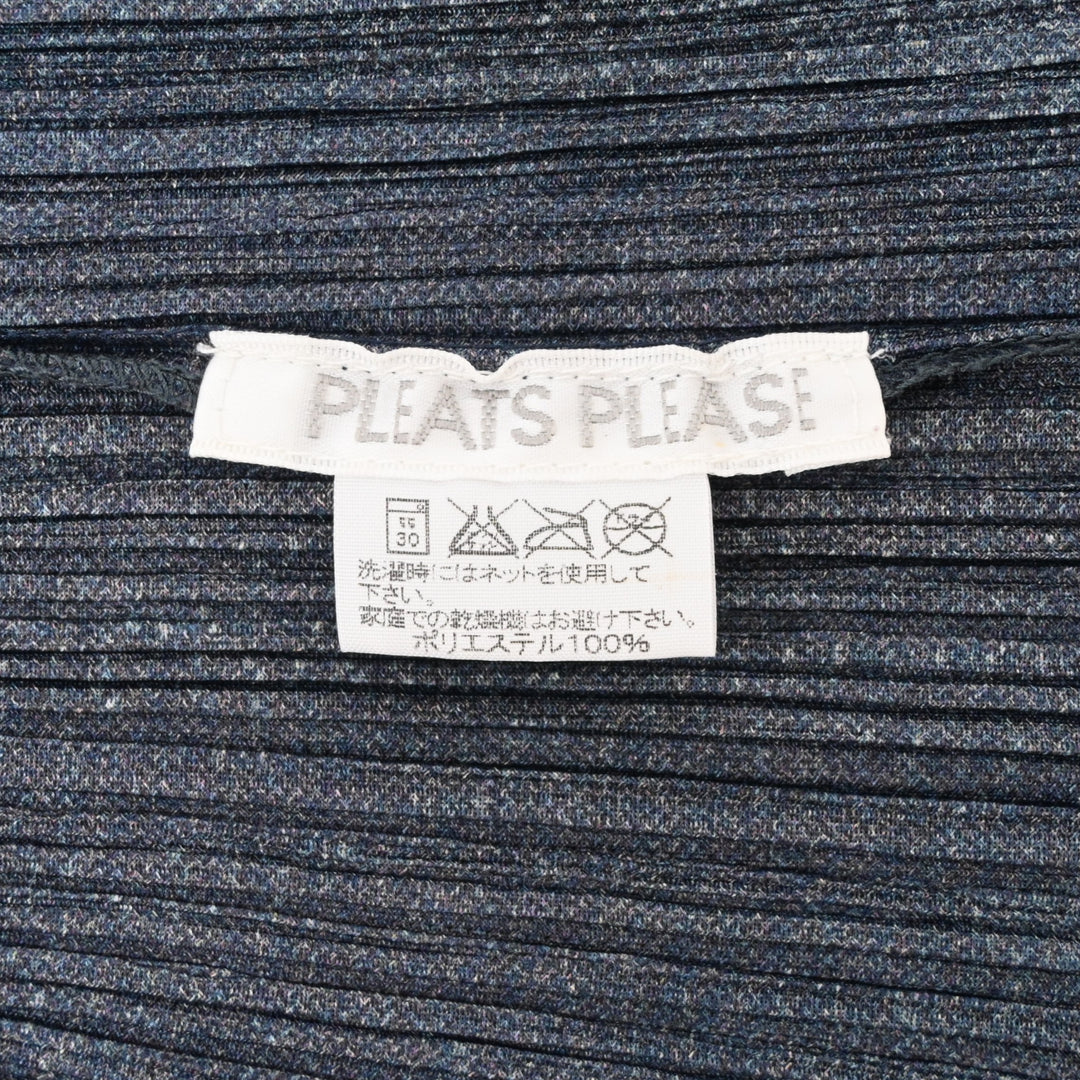 PLEATS PLEASE
30
洗濯時にはネットを使用して
下さい。
家庭での乾燥機はお避け下さい。
ポリエステル100%